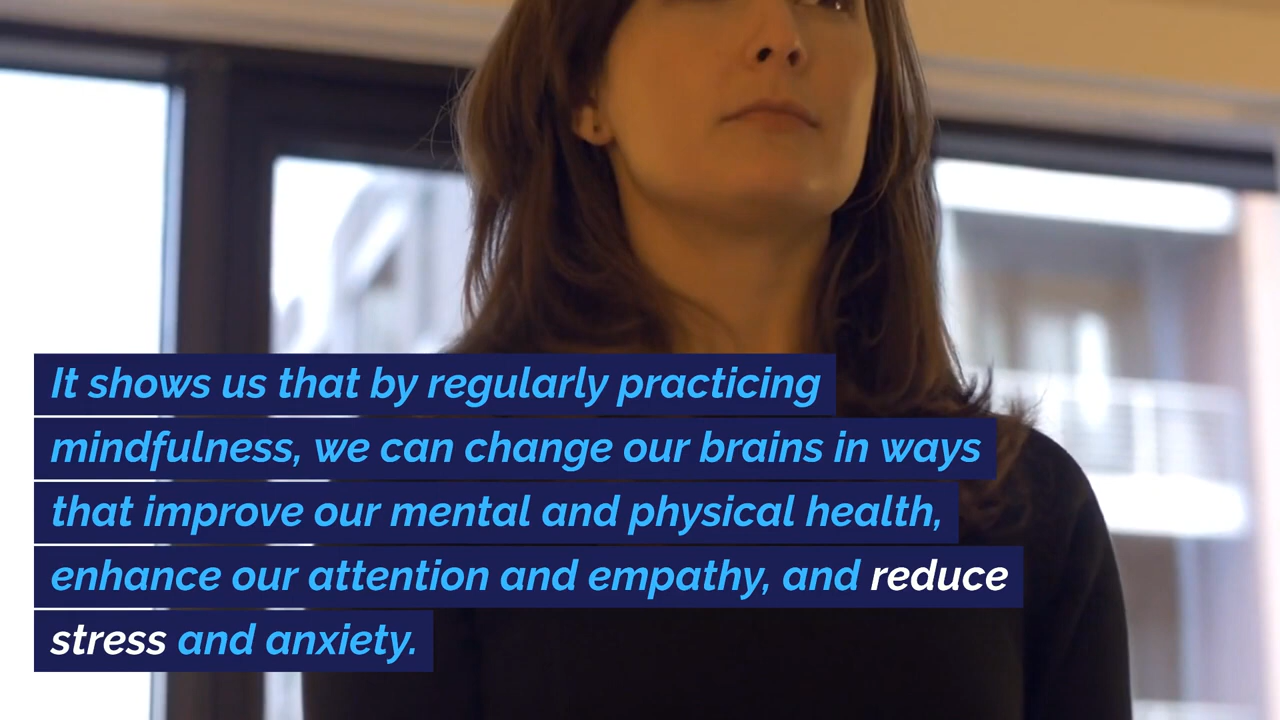 It shows us that by regularly practicing
mindfulness, we can change our brains in ways
that improve our mental and physical health,
enhance our attention and empathy, and reduce
stress and anxiety.